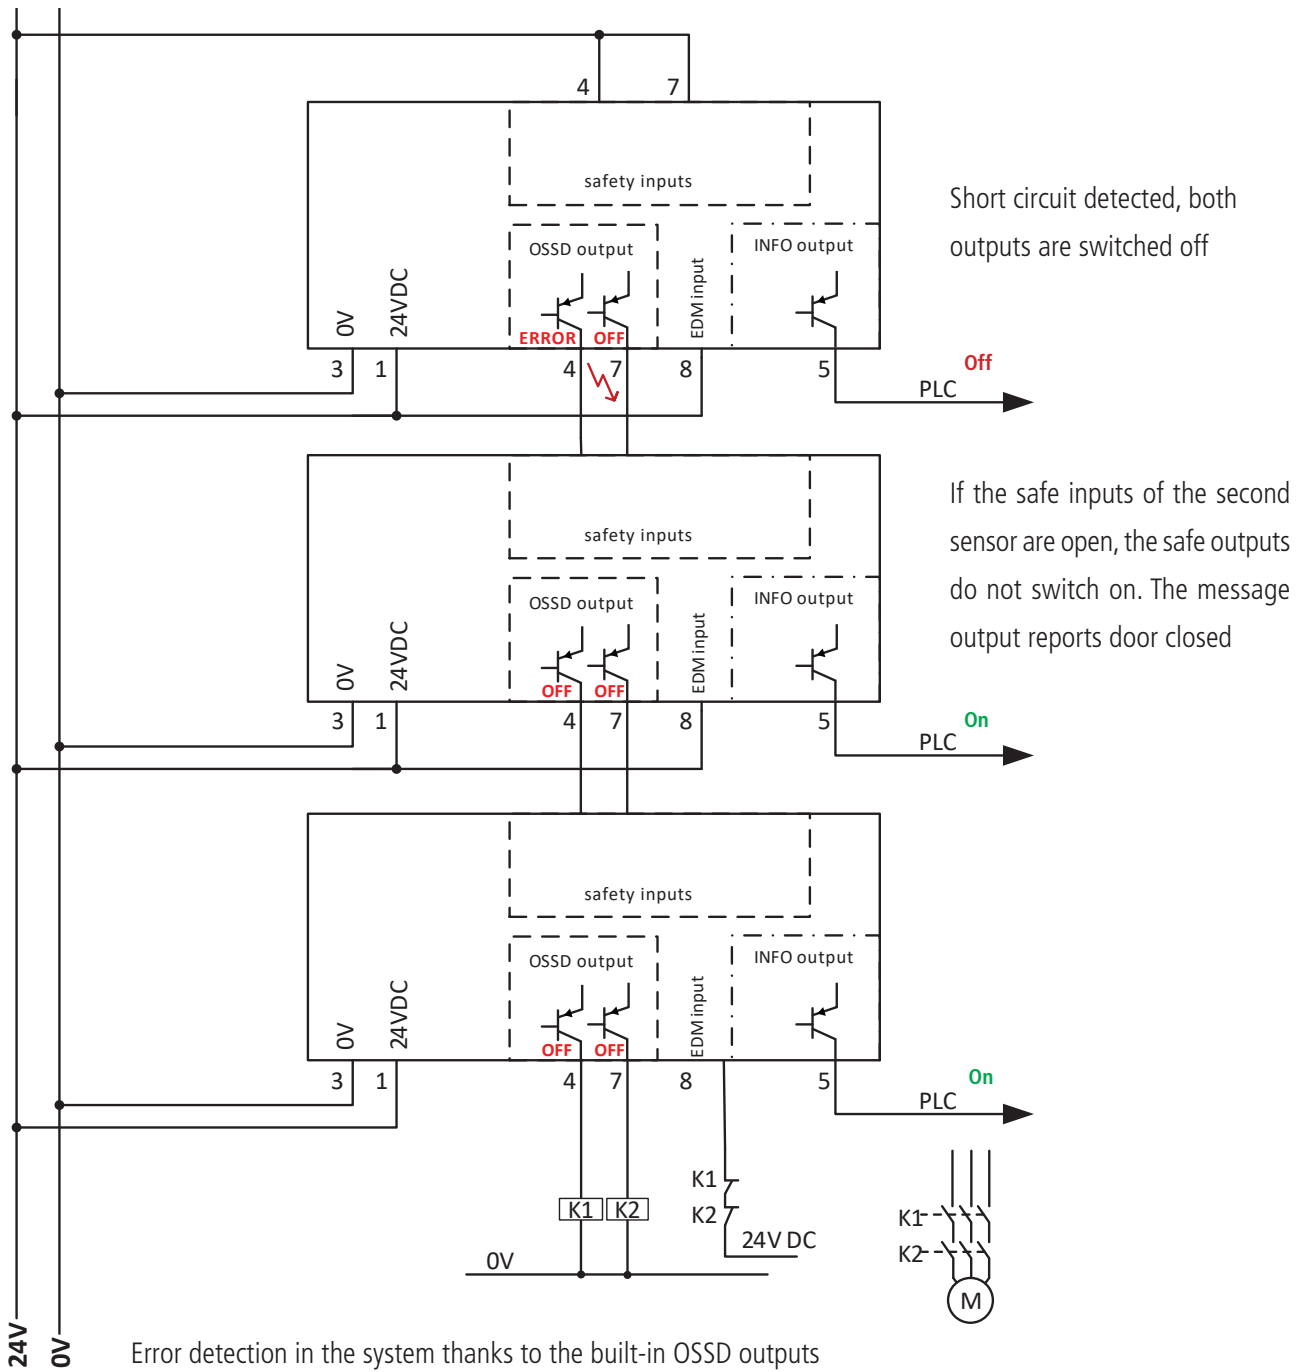 4 7
safety inputs
Short circuit detected, both
outputs are switched off
OSSD output
INFO output
0V
24VDC
EDM input
ERROR OFF
3 1 4 7 8 5
Off
PLC
safety inputs
If the safe inputs of the second
sensor are open, the safe outputs
do not switch on. The message
output reports door closed
OSSD output
INFO output
0V
24VDC
EDM input
OFF OFF
3 1 4 7 8 5
On
PLC
safety inputs
OSSD output
INFO output
0V
24VDC
EDM input
OFF OFF
3 1 4 7 8 5
On
PLC
K1
K2
K1 K2
24V DC
0V
K1
K2
M
24V
0V
Error detection in the system thanks to the built-in OSSD outputs